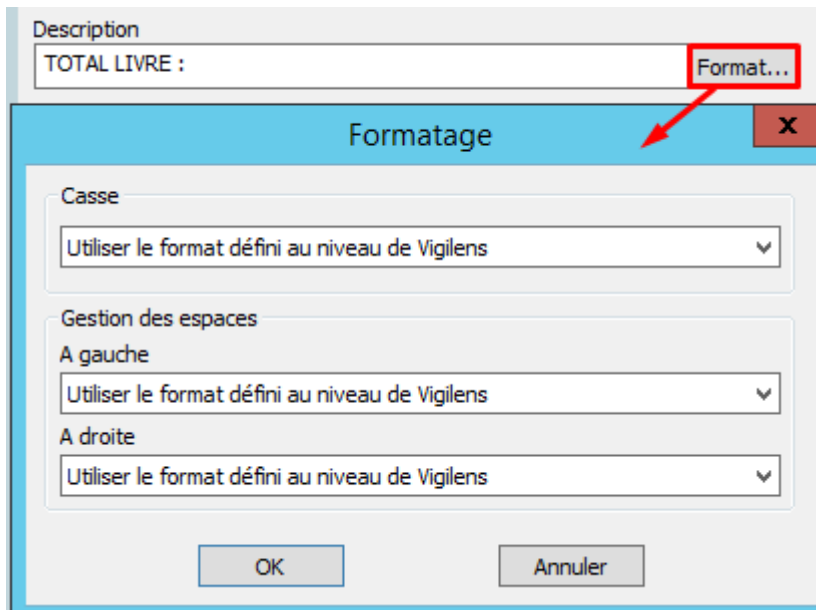 Description
TOTAL LIVRE :
Format...
Formatage
x
Casse
Utiliser le format défini au niveau de Vigilens
Gestion des espaces
A gauche
Utiliser le format défini au niveau de Vigilens
A droite
Utiliser le format défini au niveau de Vigilens
OK
Annuler